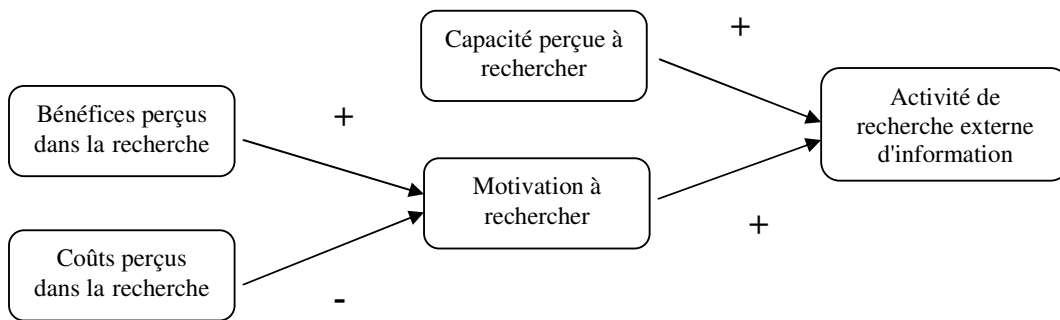 Capacité perçue à
rechercher
+
Bénéfices perçus
dans la recherche
+
Activité de
recherche externe
d'information
Motivation à
rechercher
+
Coûts perçus
dans la recherche
-